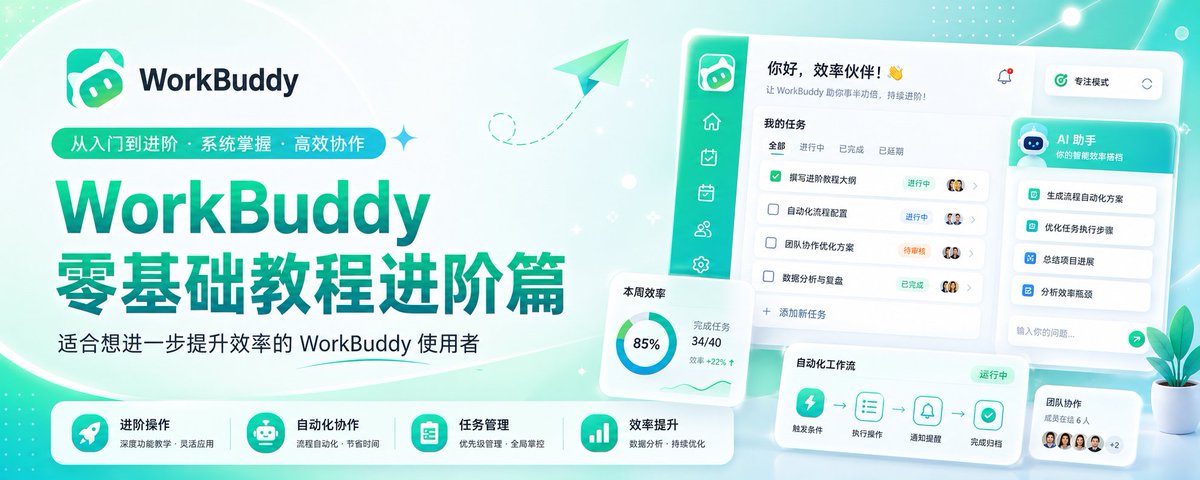 WorkBuddy
从入门到进阶 · 系统掌握 · 高效协作
WorkBuddy
零基础教程进阶篇
适合想进一步提升效率的 WorkBuddy 使用者
进阶操作
深度功能教学 · 灵活应用
自动化协作
流程自动化 · 节省时间
任务管理
优先级管理 · 全局掌控
效率提升
数据分析 · 持续优化
你好，效率伙伴！👋
让 WorkBuddy 助你事半功倍，持续进阶！
专注模式
我的任务
全部 进行中 已完成 已延期
撰写进阶教程大纲 进行中
自动化流程配置 进行中
团队协作优化方案 待审核
数据分析与复盘 已完成
+ 添加新任务
AI 助手
你的智能效率搭档
生成流程自动化方案
优化任务执行步骤
总结项目进展
分析效率瓶颈
输入你的问题...
本周效率
85%
完成任务
34/40
效率 +22% ↑
自动化工作流 运行中
触发条件 → 执行操作 → 通知提醒 → 完成归档
团队协作
成员在线 6 人
+2